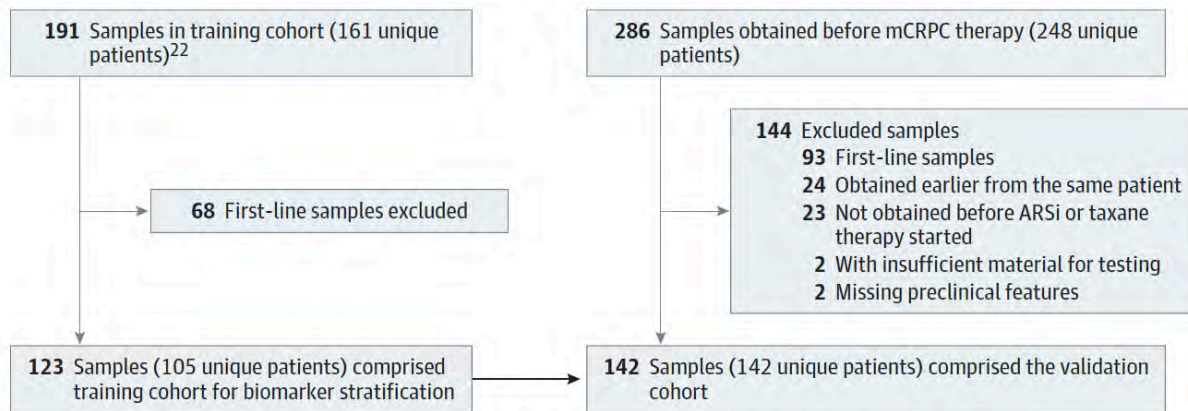 191 Samples in training cohort (161 unique
patients)22
286 Samples obtained before mCRPC therapy (248 unique
patients)
144 Excluded samples
93 First-line samples
24 Obtained earlier from the same patient
23 Not obtained before ARSi or taxane
therapy started
2 With insufficient material for testing
2 Missing preclinical features
68 First-line samples excluded
123 Samples (105 unique patients) comprised
training cohort for biomarker stratification
142 Samples (142 unique patients) comprised the validation
cohort